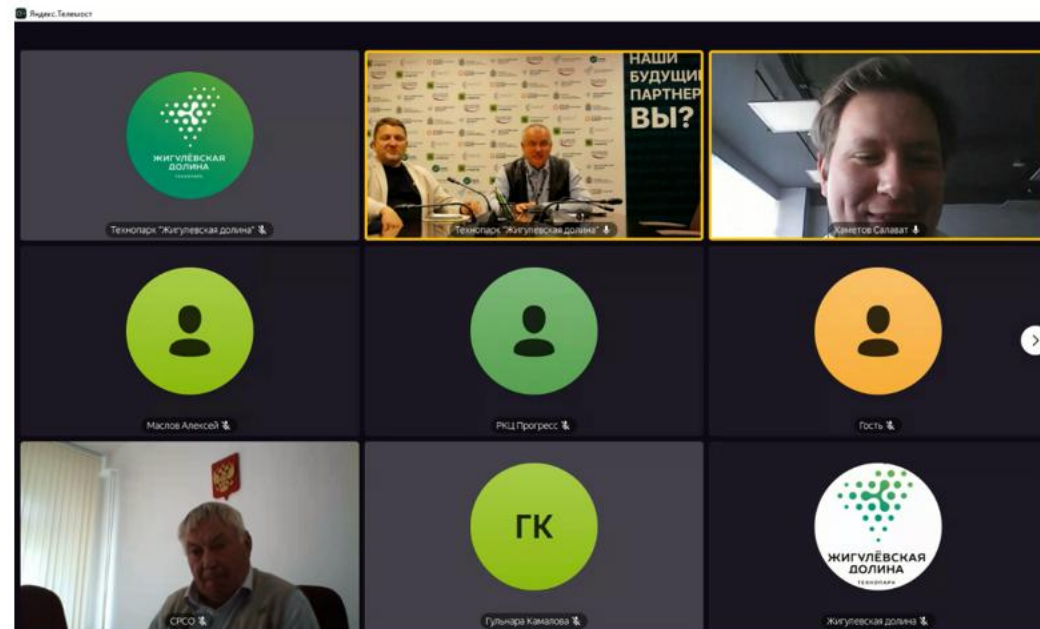 Яндекс.Телемост
ЖИГУЛЁВСКАЯ
ДОЛИНА
ТЕХНОПАРК
Технопарк "Жигулевская долина"
НАШИ
БУДУЩИ
ПАРТНЕР
ВЫ?
Технопарк "Жигулевская долина"
Хаметов Салават
Маслов Алексей
РКЦ Прогресс
Гость
СРСО
ГК
Гульнара Камалова
ЖИГУЛЁВСКАЯ
ДОЛИНА
ТЕХНОПАРК
Жигулевская долина